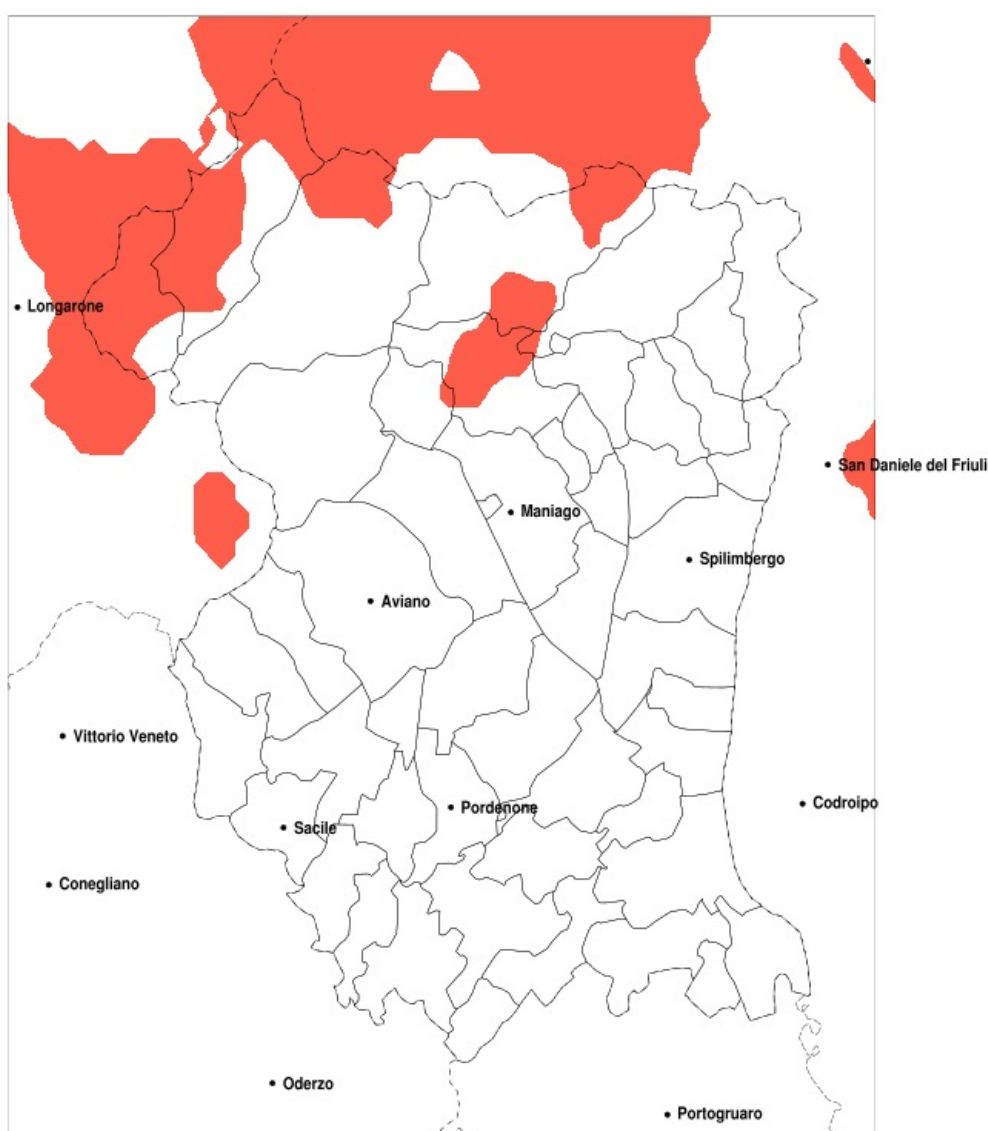 Longarone
San Daniele del Friuli
Maniago
Spilimbergo
Aviano
Vittorio Veneto
Codroipo
Pordenone
Sacile
Conegliano
Oderzo
Portogruaro